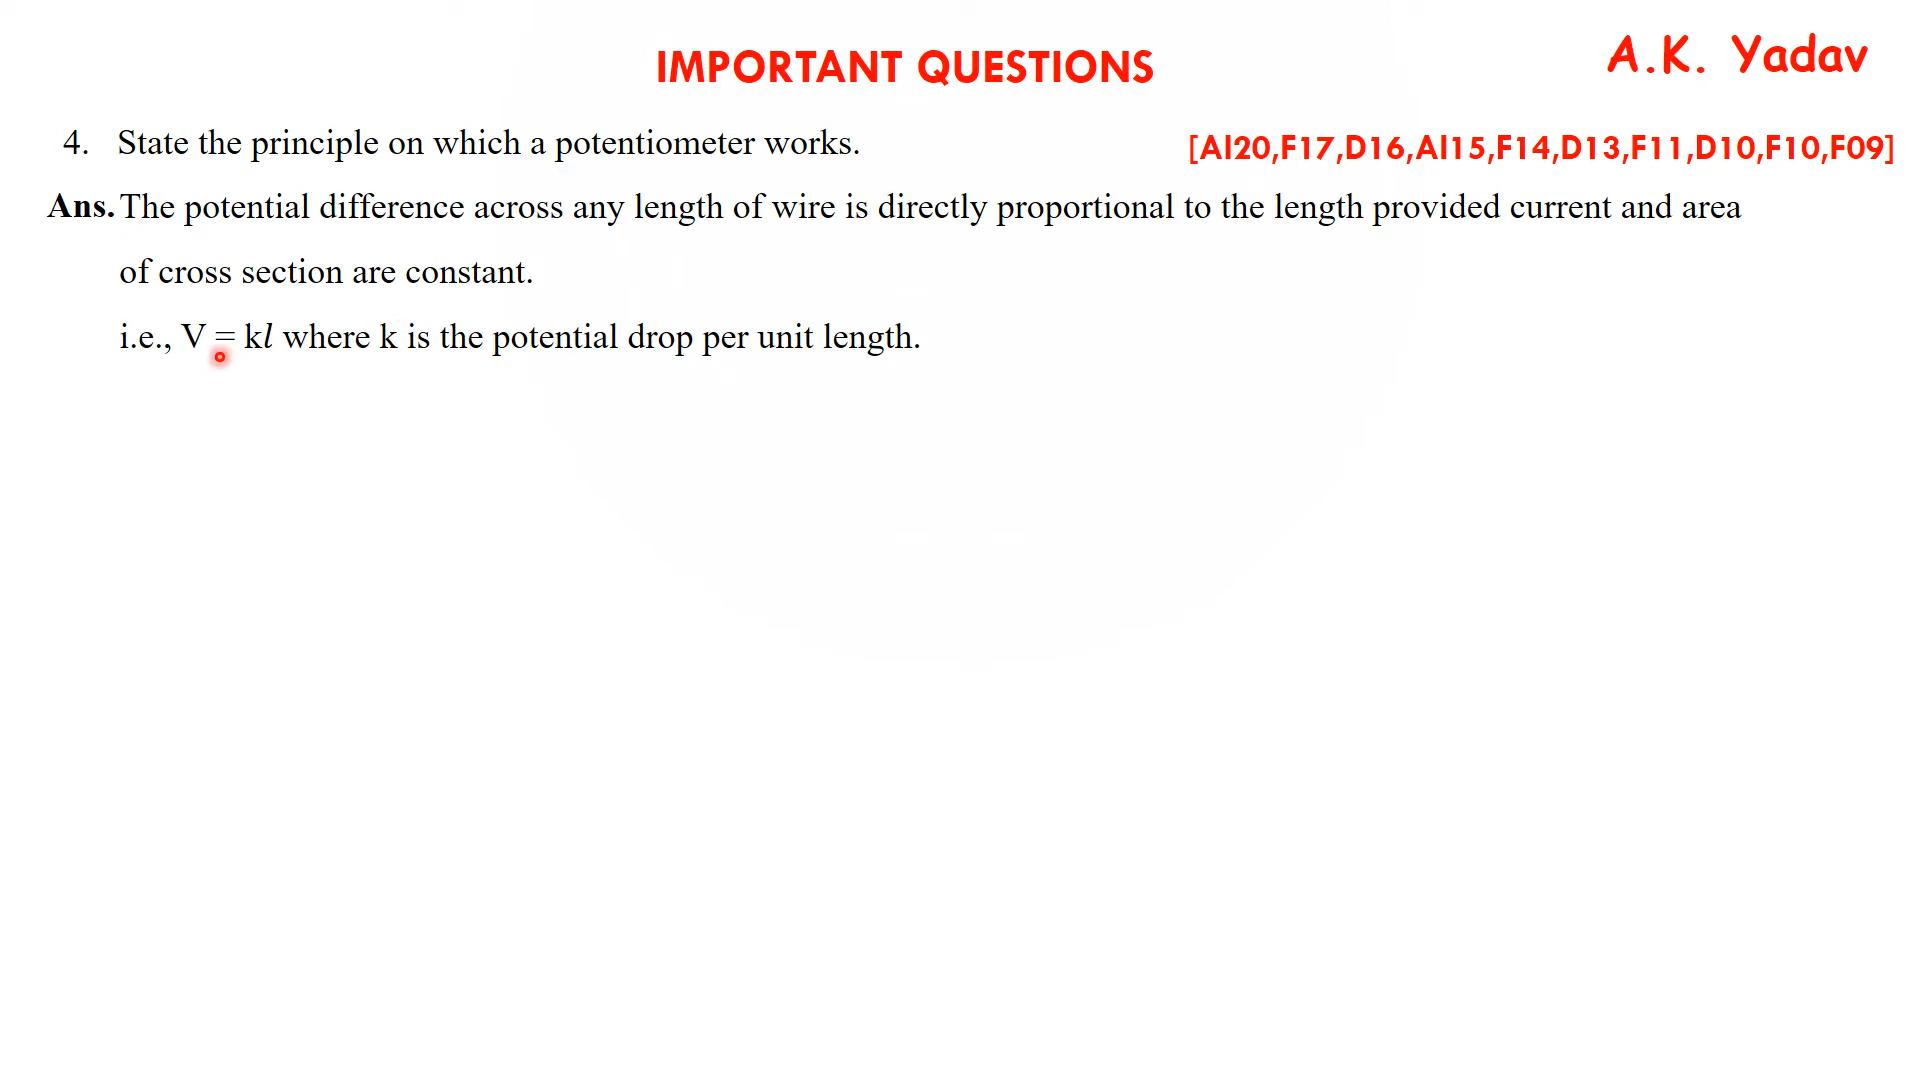 IMPORTANT QUESTIONS
A.K. Yadav
4. State the principle on which a potentiometer works. [AI20,F17,D16,AI15,F14,D13,F11,D10,F10,F09]
Ans. The potential difference across any length of wire is directly proportional to the length provided current and area
of cross section are constant.
i.e., V = kl where k is the potential drop per unit length.